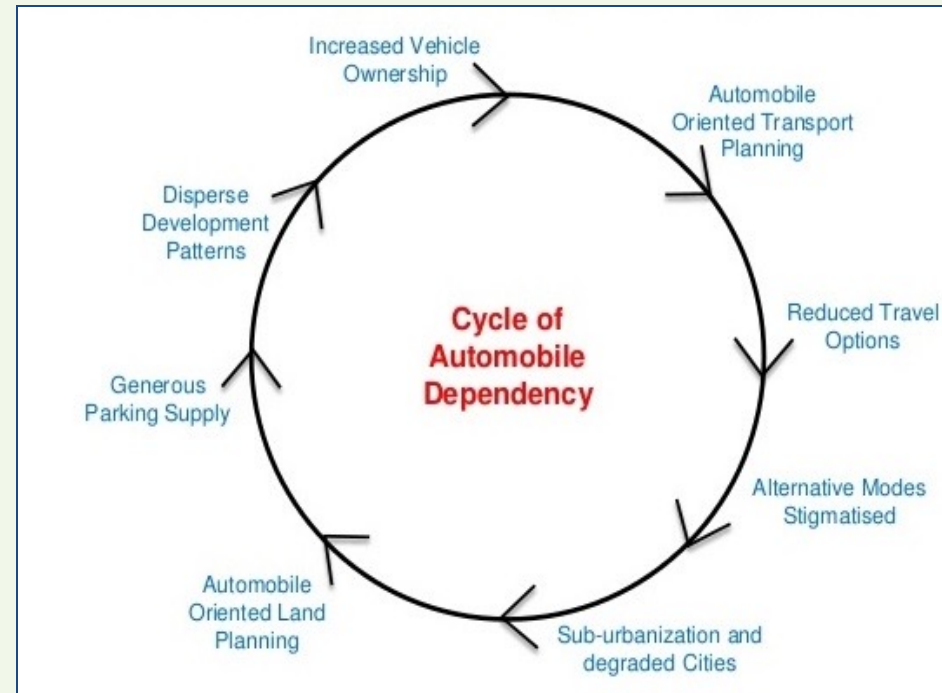 Increased Vehicle
Ownership
Automobile
Oriented Transport
Planning
Reduced Travel
Options
Alternative Modes
Stigmatised
Sub-urbanization and
degraded Cities
Automobile
Oriented Land
Planning
Generous
Parking Supply
Disperse
Development
Patterns
Cycle of
Automobile
Dependency